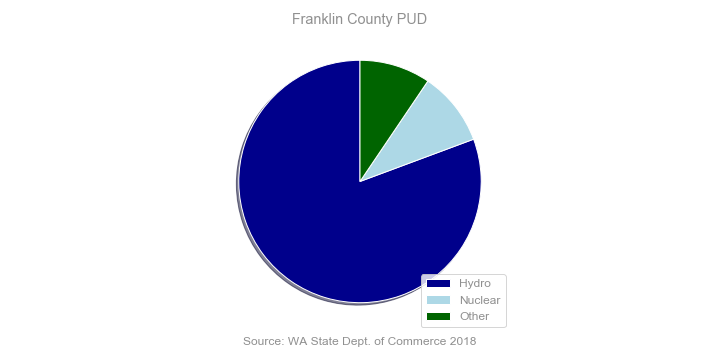 Franklin County PUD
Hydro
Nuclear
Other
Source: WA State Dept. of Commerce 2018